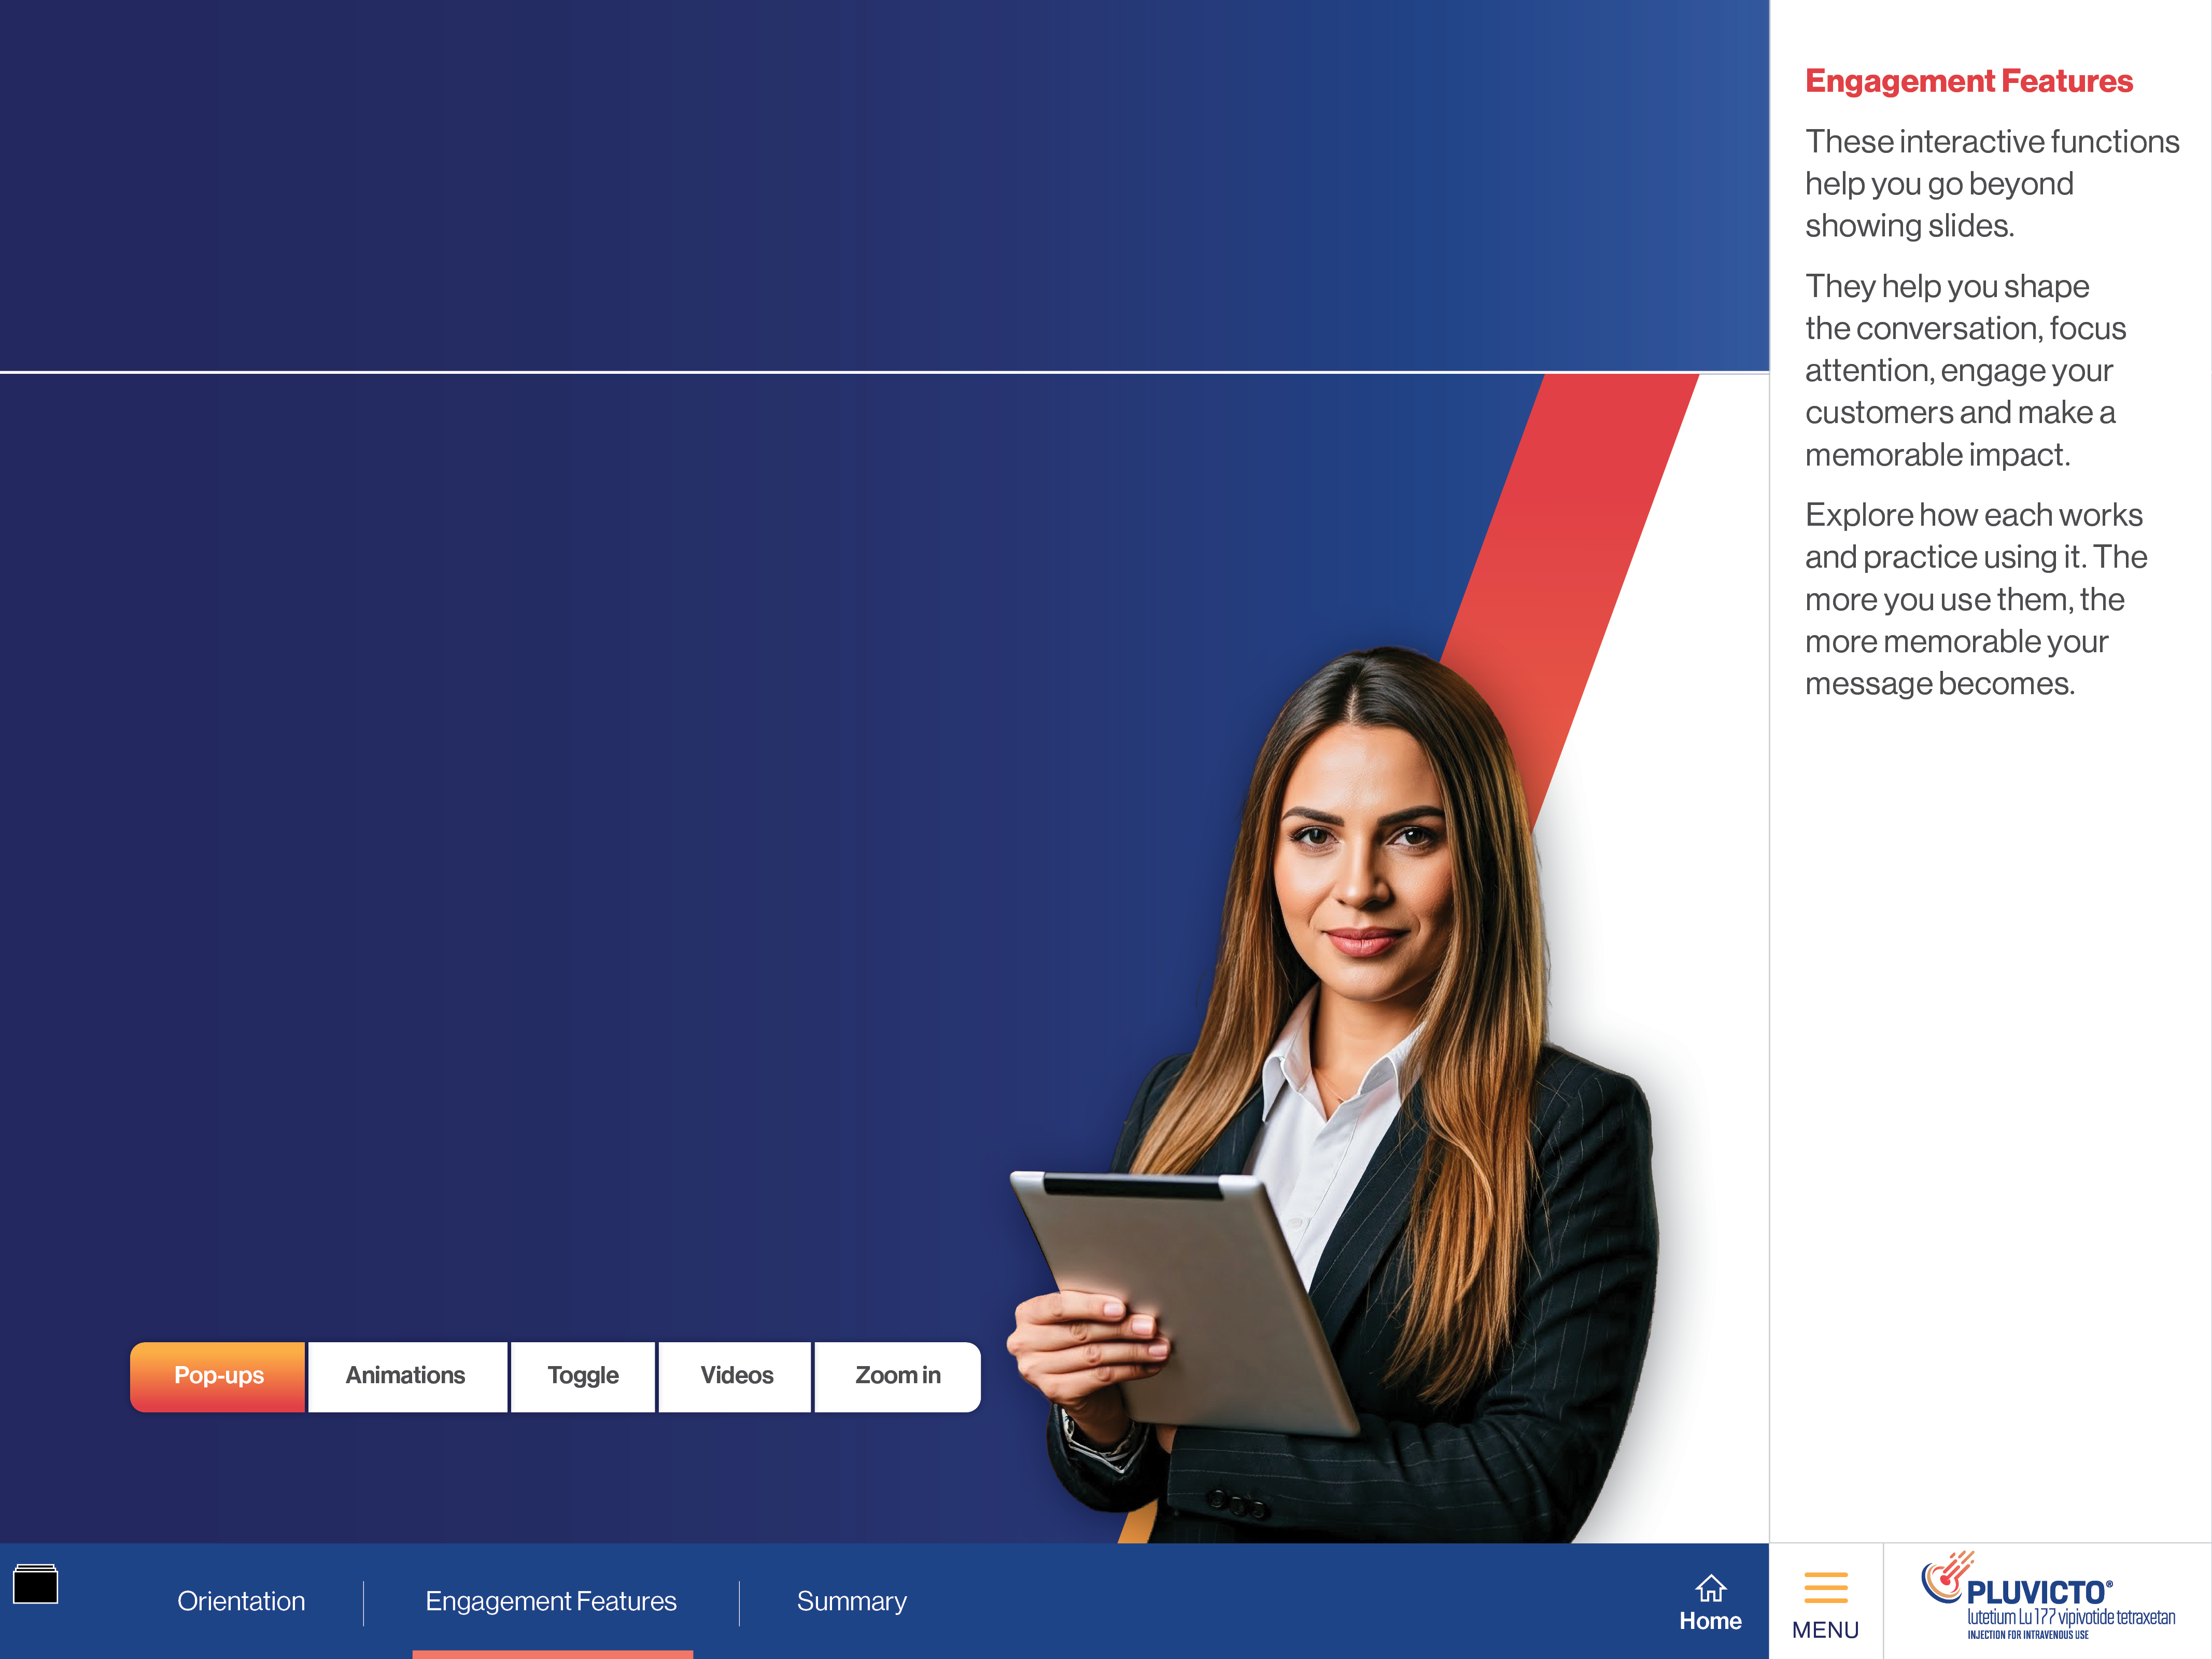 Engagement Features
These interactive functions
help you go beyond
showing slides.
They help you shape
the conversation, focus
attention, engage your
customers and make a
memorable impact.
Explore how each works
and practice using it. The
more you use them, the
more memorable your
message becomes.
Pop-ups
Animations
Toggle
Videos
Zoom in
Orientation
Engagement Features
Summary
Home
MENU
PLUVICTO®
lutetium Lu 177 vipivotide tetraxetan
INJECTION FOR INTRAVENOUS USE